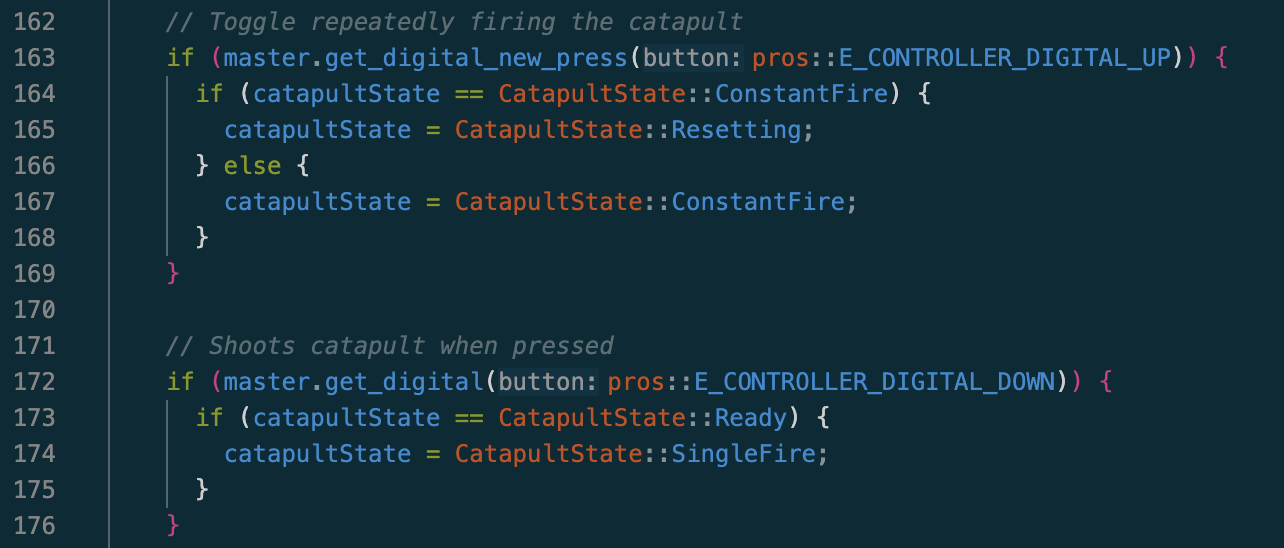 162 // Toggle repeatedly firing the catapult
163 if (master.get_digital_new_press(button: pros::E_CONTROLLER_DIGITAL_UP)) {
164 if (catapultState == CatapultState::ConstantFire) {
165 catapultState = CatapultState::Resetting;
166 } else {
167 catapultState = CatapultState::ConstantFire;
168 }
169 }
170
171 // Shoots catapult when pressed
172 if (master.get_digital(button: pros::E_CONTROLLER_DIGITAL_DOWN)) {
173 if (catapultState == CatapultState::Ready) {
174 catapultState = CatapultState::SingleFire;
175 }
176 }